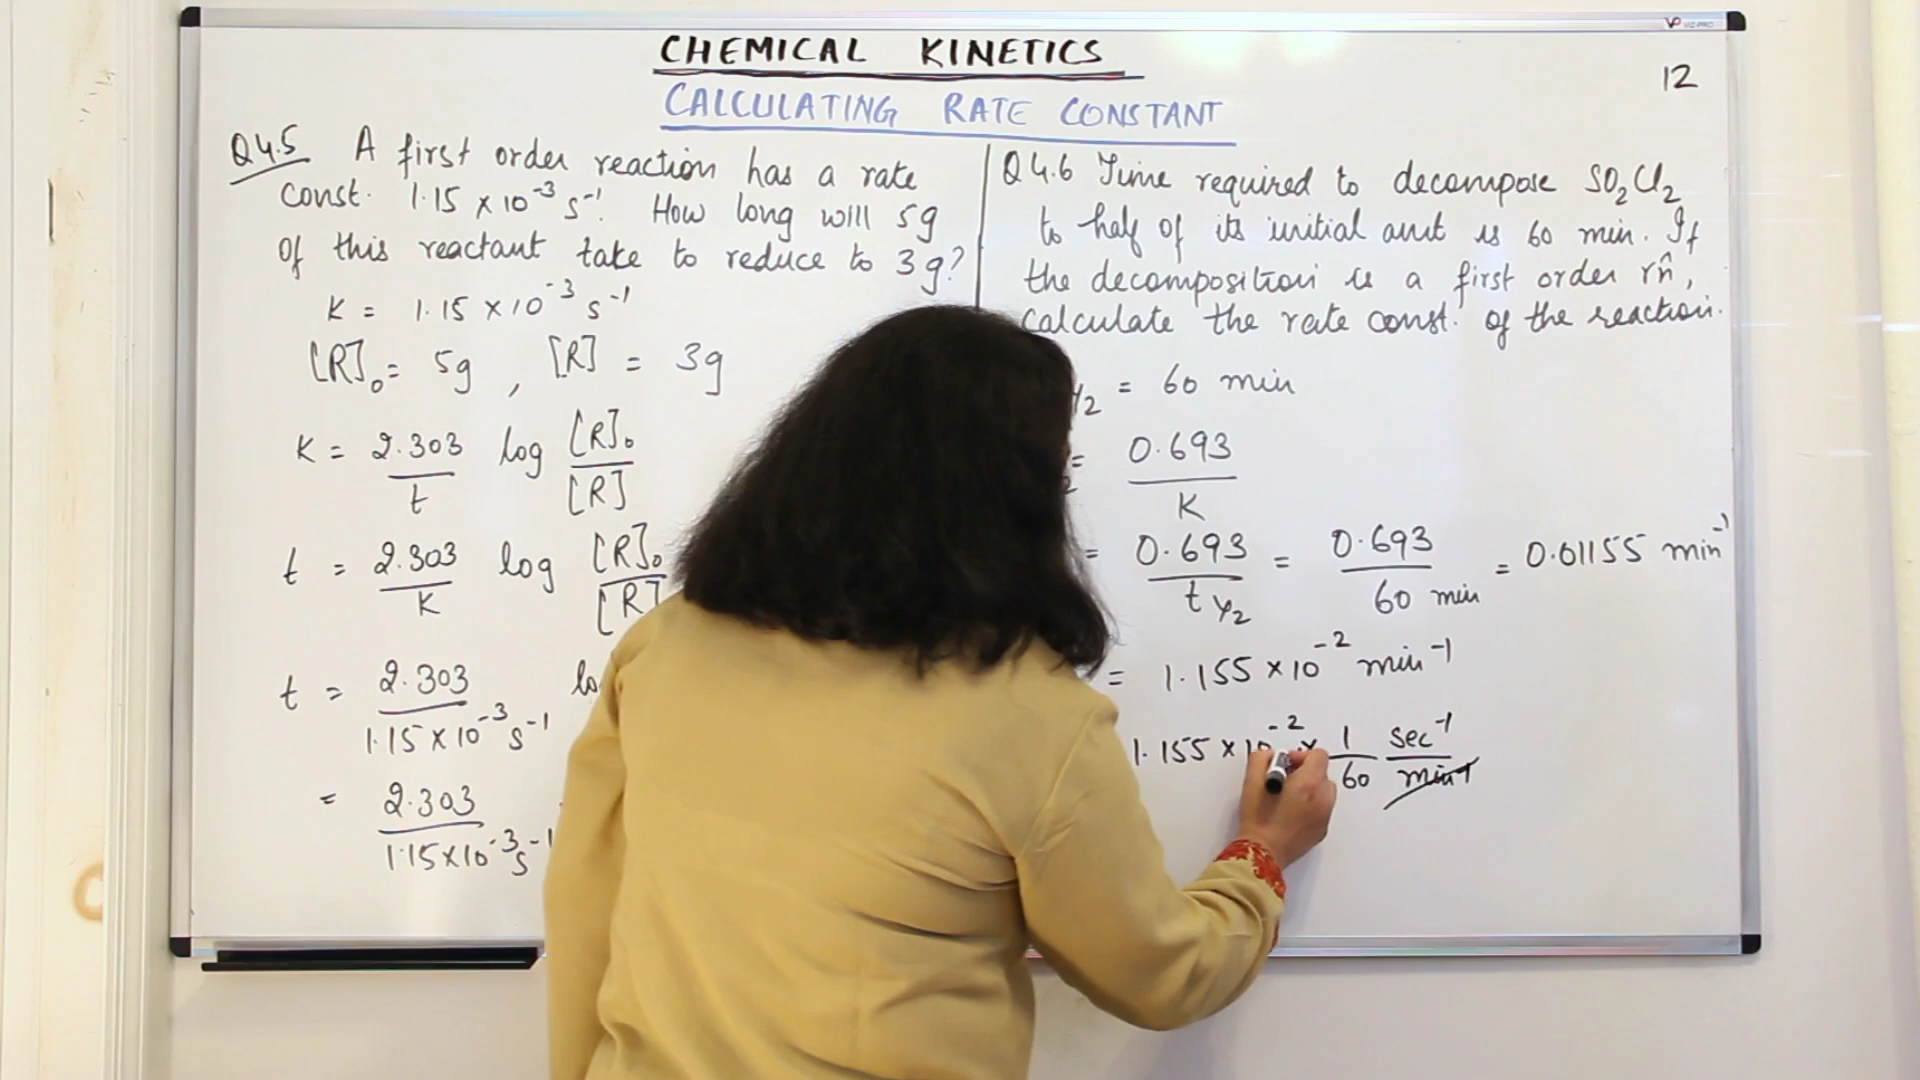 VP VIZ-PRO
CHEMICAL KINETICS
12
CALCULATING RATE CONSTANT
Q4.5 A first order reaction has a rate
const. 1.15 × 10⁻³ s⁻¹. How long will 5g
of this reactant take to reduce to 3g?
K = 1.15 × 10⁻³ s⁻¹
[R]₀ = 5g , [R] = 3g
K = 2.303/t log [R]₀/[R]
t = 2.303/K log [R]₀/[R]
t = 2.303/1.15 × 10⁻³ s⁻¹ lo
= 2.303/1.15 × 10⁻³ s⁻¹
Q4.6 Time required to decompose SO₂Cl₂
to half of its initial amt is 60 min. If
the decomposition is a first order rn̂,
Calculate the rate const. of the reaction.
½ = 60 min
= 0.693/K
= 0.693/t½ = 0.693/60 min = 0.01155 min⁻¹
= 1.155 × 10⁻² min⁻¹
1.155 × 10⁻² × 1/60 sec⁻¹/min⁻¹